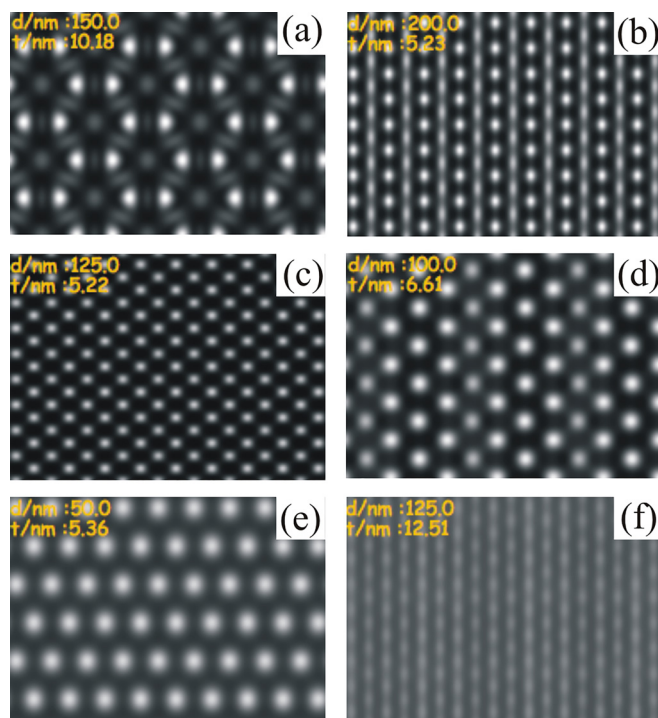 d/nm :150.0
t/nm :10.18
(a)
d/nm :200.0
t/nm :5.23
(b)
d/nm :125.0
t/nm :5.22
(c)
d/nm :100.0
t/nm :6.61
(d)
d/nm :50.0
t/nm :5.36
(e)
d/nm :125.0
t/nm :12.51
(f)